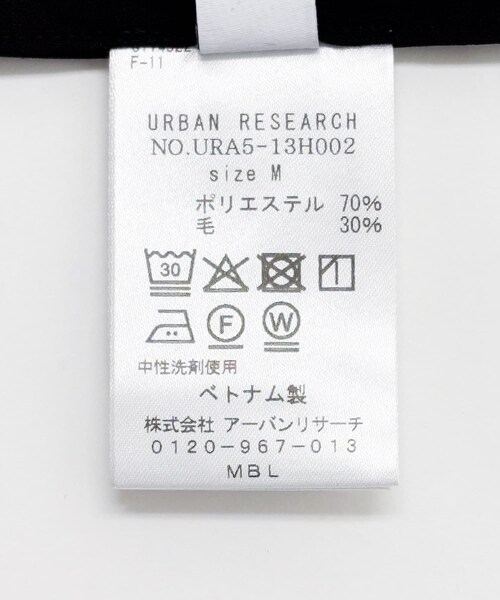 F-11
URBAN RESEARCH
NO.URA5-13H002
size M
ポリエステル 70%
毛 30%
30
F W
中性洗剤使用
ベトナム製
株式会社 アーバンリサーチ
0120-967-013
MBL